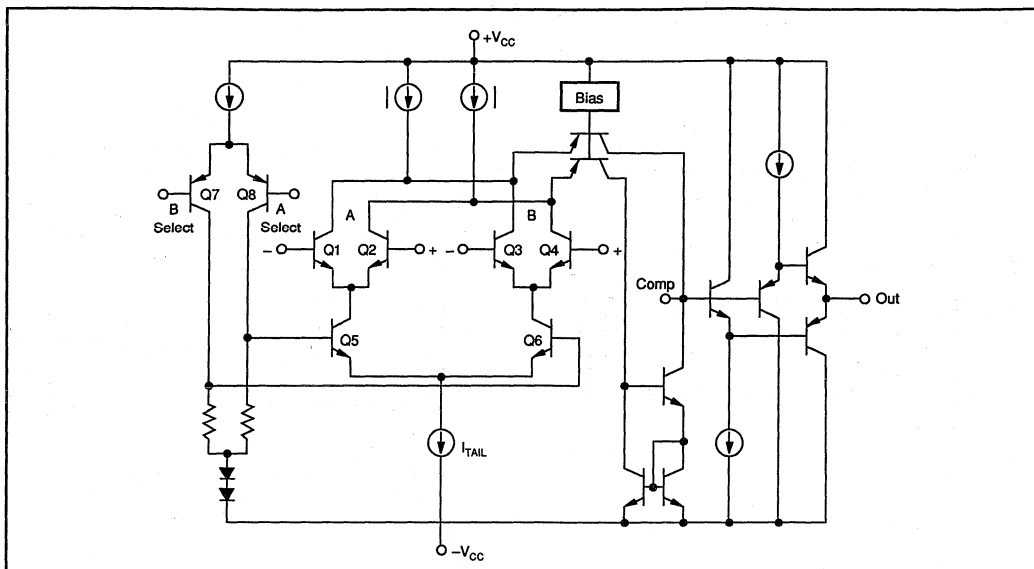 +VCC
Bias
Q7
Q8
B
Select
A
Select
A
B
–
Q1
Q2
+
–
Q3
Q4
+
Comp
Out
Q5
Q6
ITAIL
–VCC